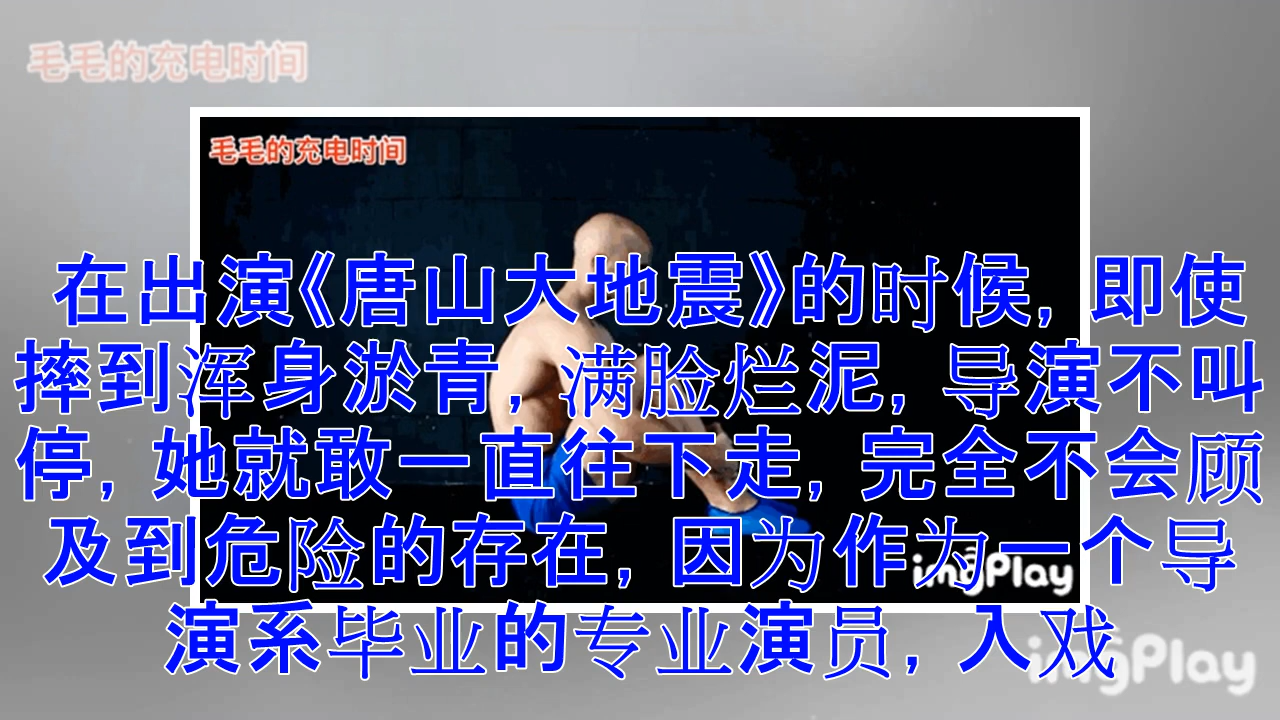 毛毛的充电时间
毛毛的充电时间
在出演《唐山大地震》的时候, 即使
摔到浑身淤青, 满脸烂泥, 导演不叫
停, 她就敢一直往下走, 完全不会顾
及到危险的存在, 因为作为一个导
演系毕业的专业演员, 入戏
imgPlay
imgPlay